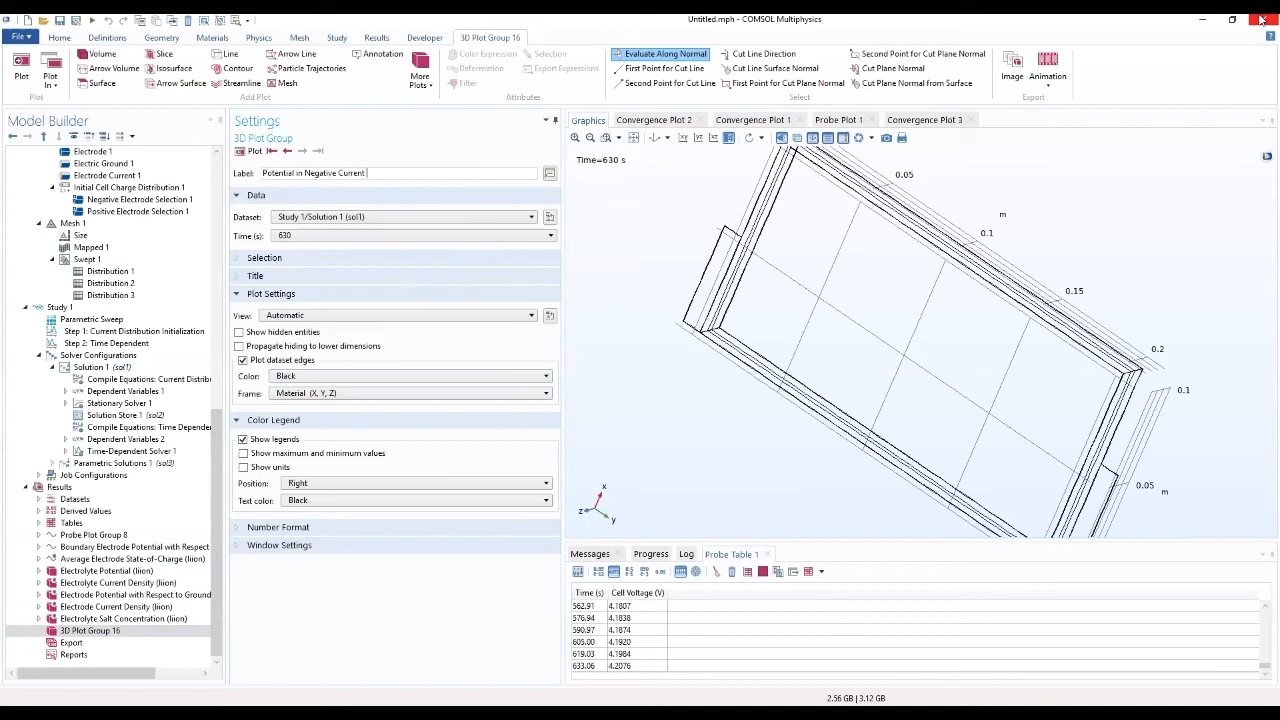 Untitled.mph - COMSOL Multiphysics
File
Home
Definitions
Geometry
Materials
Physics
Mesh
Study
Results
Developer
3D Plot Group 16
Plot
Plot In
Volume
Arrow Volume
Surface
Slice
Isosurface
Arrow Surface
Line
Contour
Streamline
Arrow Line
Particle Trajectories
Mesh
Annotation
More Plots
Color Expression
Deformation
Filter
Selection
Export Expressions
Evaluate Along Normal
First Point for Cut Line
Second Point for Cut Line
Cut Line Direction
Cut Line Surface Normal
First Point for Cut Plane Normal
Second Point for Cut Plane Normal
Cut Plane Normal
Cut Plane Normal from Surface
Image
Animation
Plot
Add Plot
Attributes
Select
Export
Model Builder
Electrode 1
Electric Ground 1
Electrode Current 1
Initial Cell Charge Distribution 1
Negative Electrode Selection 1
Positive Electrode Selection 1
Mesh 1
Size
Mapped 1
Swept 1
Distribution 1
Distribution 2
Distribution 3
Study 1
Parametric Sweep
Step 1: Current Distribution Initialization
Step 2: Time Dependent
Solver Configurations
Solution 1 (sol1)
Compile Equations: Current Distrib
Dependent Variables 1
Stationary Solver 1
Solution Store 1 (sol2)
Compile Equations: Time Depende
Dependent Variables 2
Time-Dependent Solver 1
Parametric Solutions 1 (sol3)
Job Configurations
Results
Datasets
Derived Values
Tables
Probe Plot Group 8
Boundary Electrode Potential with Respect
Average Electrode State-of-Charge (liion)
Electrolyte Potential (liion)
Electrolyte Current Density (liion)
Electrode Potential with Respect to Ground
Electrode Current Density (liion)
Electrolyte Salt Concentration (liion)
3D Plot Group 16
Export
Reports
Settings
3D Plot Group
Plot
Label: Potential in Negative Current
Data
Dataset: Study 1/Solution 1 (sol1)
Time (s): 630
Selection
Title
Plot Settings
View: Automatic
Show hidden entities
Propagate hiding to lower dimensions
Plot dataset edges
Color: Black
Frame: Material (X, Y, Z)
Color Legend
Show legends
Show maximum and minimum values
Show units
Position: Right
Text color: Black
Number Format
Window Settings
Graphics
Convergence Plot 2
Convergence Plot 1
Probe Plot 1
Convergence Plot 3
Time=630 s
0.05
m
0.1
0.15
0.2
0.1
0.05
m
x
z
y
Messages
Progress
Log
Probe Table 1
Time (s) Cell Voltage (V)
562.91 4.1807
576.94 4.1838
590.97 4.1874
605.00 4.1920
619.03 4.1984
633.06 4.2076
2.56 GB | 3.12 GB